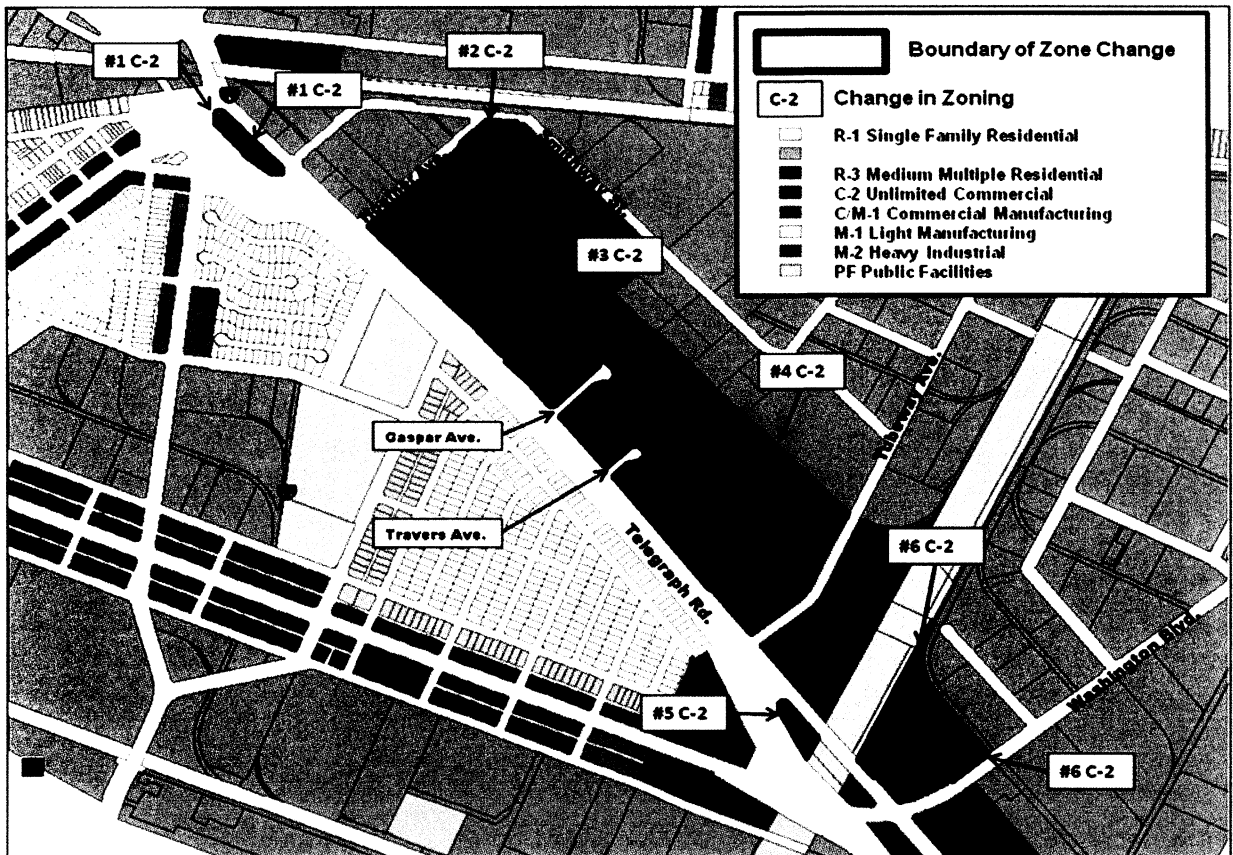 #1 C-2
#2 C-2
#1 C-2
Boundary of Zone Change
C-2 Change in Zoning
R-1 Single Family Residential
R-3 Medium Multiple Residential
C-2 Unlimited Commercial
C/M-1 Commercial Manufacturing
M-1 Light Manufacturing
M-2 Heavy Industrial
PF Public Facilities
#3 C-2
#4 C-2
Gaspar Ave.
Travers Ave.
Telegraph Rd.
#6 C-2
Washington Blvd.
#5 C-2
#6 C-2